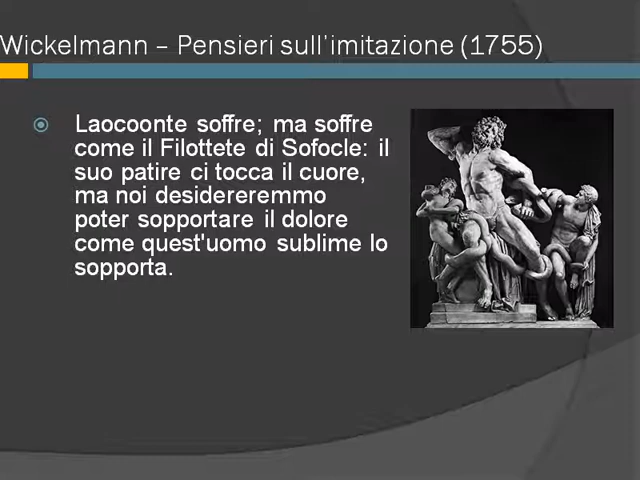 Wickelmann – Pensieri sull'imitazione (1755)
Laocoonte soffre; ma soffre
come il Filottete di Sofocle: il
suo patire ci tocca il cuore,
ma noi desidereremmo
poter sopportare il dolore
come quest'uomo sublime lo
sopporta.